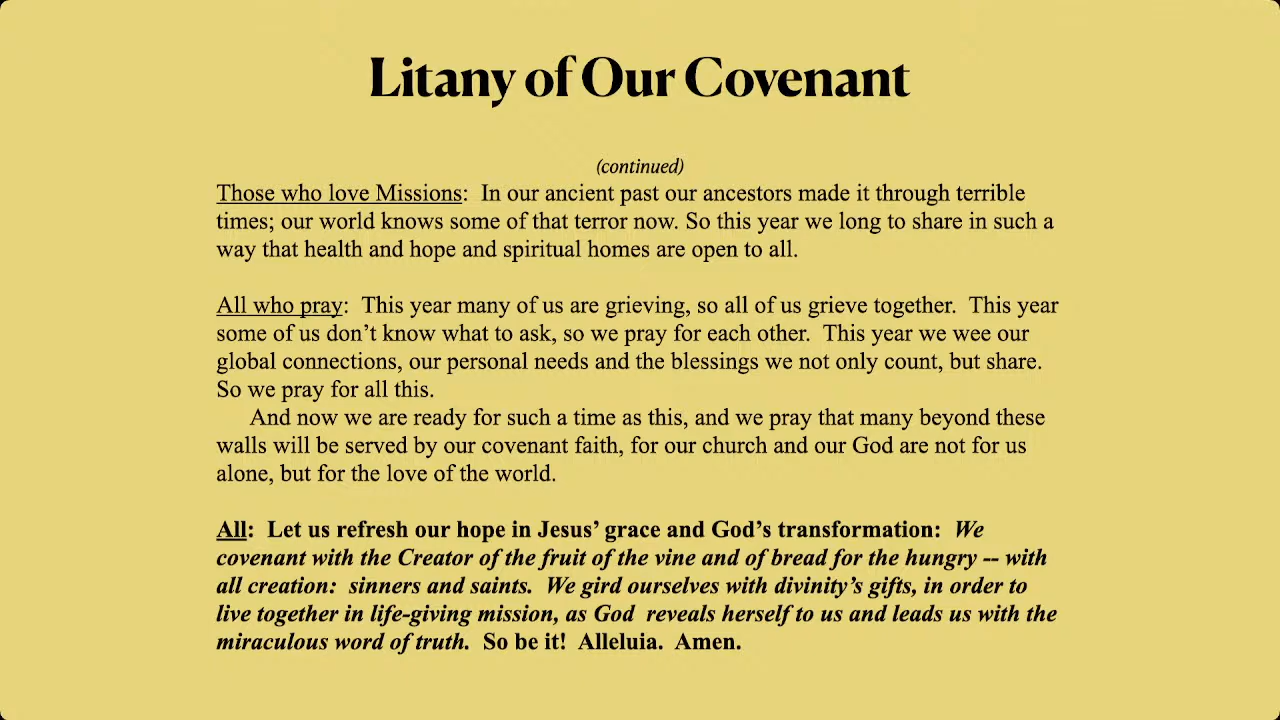 Litany of Our Covenant
(continued)
Those who love Missions:  In our ancient past our ancestors made it through terrible
times; our world knows some of that terror now. So this year we long to share in such a
way that health and hope and spiritual homes are open to all.
All who pray:  This year many of us are grieving, so all of us grieve together.  This year
some of us don’t know what to ask, so we pray for each other.  This year we wee our
global connections, our personal needs and the blessings we not only count, but share.
So we pray for all this.
And now we are ready for such a time as this, and we pray that many beyond these
walls will be served by our covenant faith, for our church and our God are not for us
alone, but for the love of the world.
All:  Let us refresh our hope in Jesus’ grace and God’s transformation:  We
covenant with the Creator of the fruit of the vine and of bread for the hungry -- with
all creation:  sinners and saints.  We gird ourselves with divinity’s gifts, in order to
live together in life-giving mission, as God  reveals herself to us and leads us with the
miraculous word of truth.  So be it!  Alleluia.  Amen.